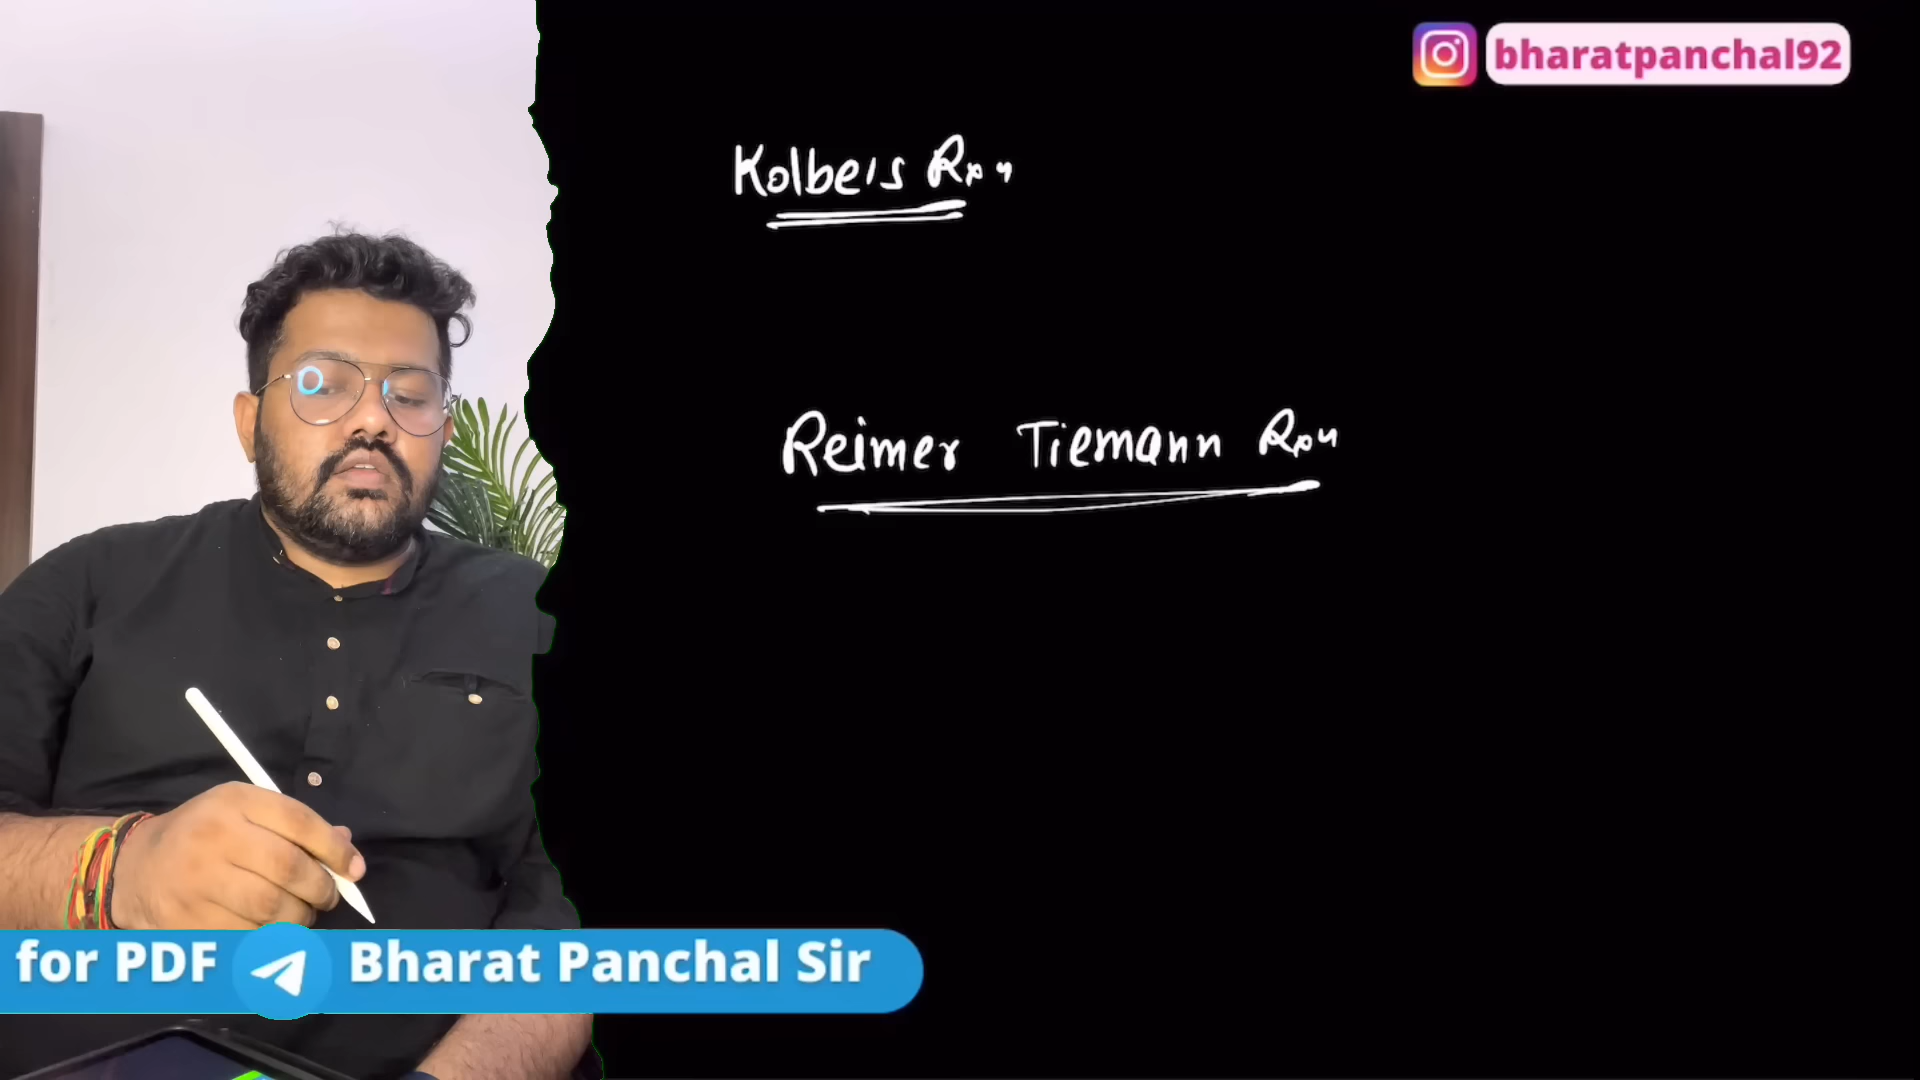 bharatpanchal92
Kolbe's Rxn
Reimer Tiemann Rxn
for PDF Bharat Panchal Sir